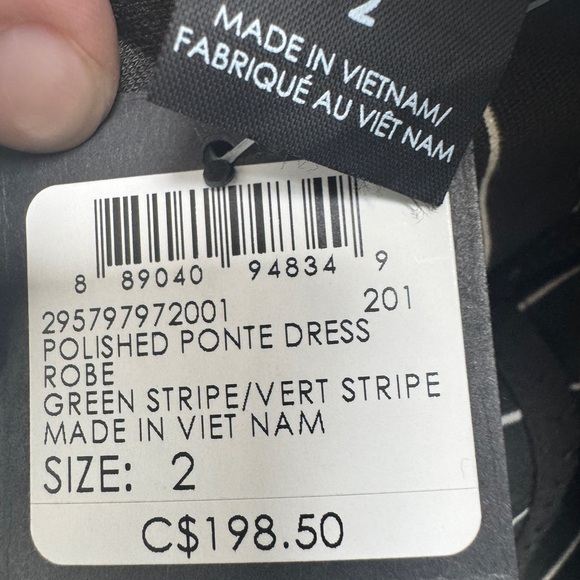 2
MADE IN VIETNAM/
FABRIQUÉ AU VIÊT NAM
8 89040 94834 9
295797972001 201
POLISHED PONTE DRESS
ROBE
GREEN STRIPE/VERT STRIPE
MADE IN VIET NAM
SIZE: 2
C$198.50